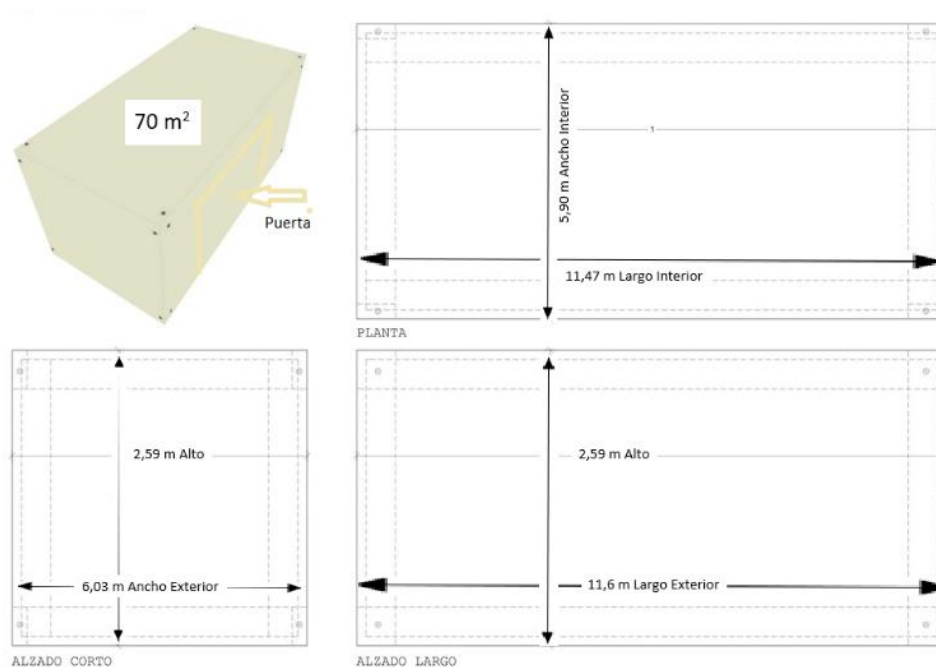 70 m²
Puerta
5,90 m Ancho Interior
1
11,47 m Largo Interior
PLANTA
2,59 m Alto
6,03 m Ancho Exterior
ALZADO CORTO
2,59 m Alto
11,6 m Largo Exterior
ALZADO LARGO